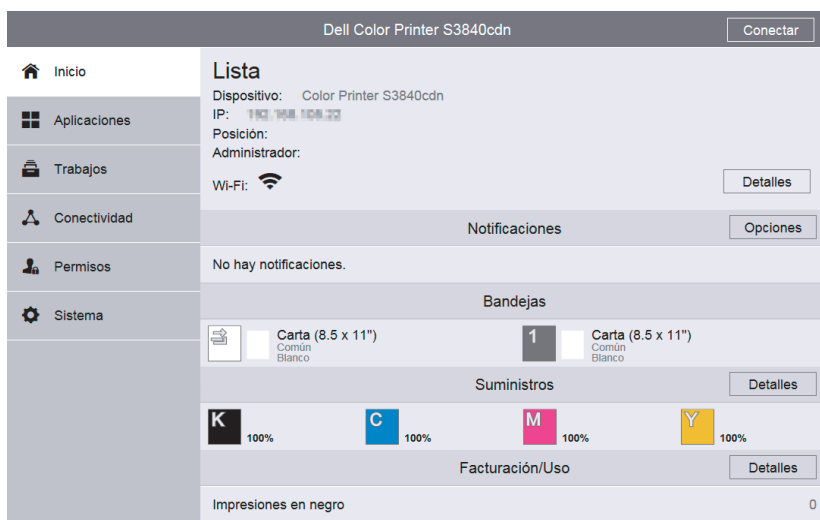 Dell Color Printer S3840cdn
Conectar
Inicio
Aplicaciones
Trabajos
Conectividad
Permisos
Sistema
Lista
Dispositivo: Color Printer S3840cdn
IP:
Posición:
Administrador:
Wi-Fi:
Detalles
Notificaciones
Opciones
No hay notificaciones.
Bandejas
Carta (8.5 x 11")
Común
Blanco
1
Carta (8.5 x 11")
Común
Blanco
Suministros
Detalles
K 100%
C 100%
M 100%
Y 100%
Facturación/Uso
Detalles
Impresiones en negro 0